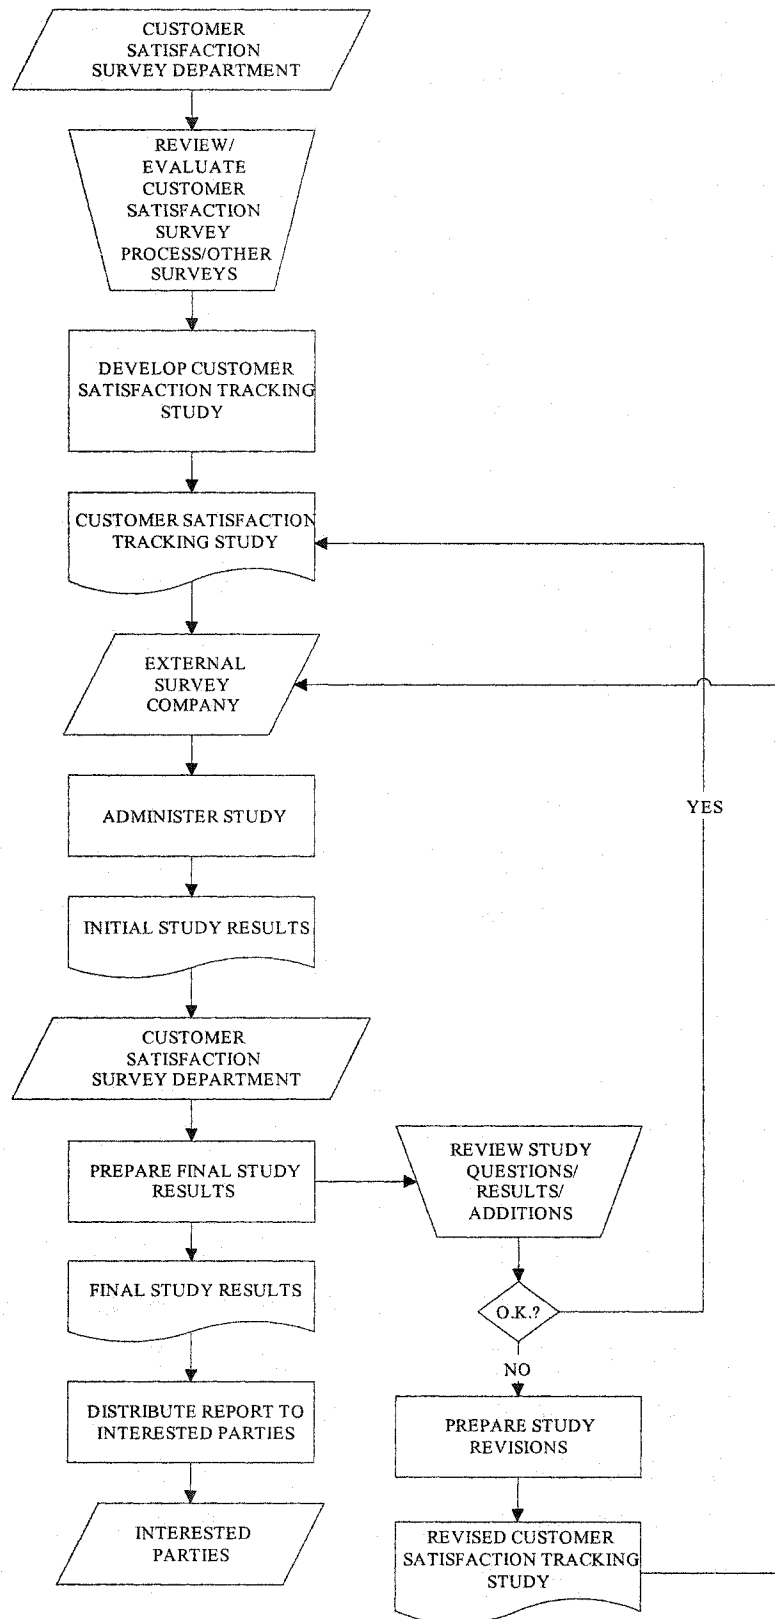 CUSTOMER
SATISFACTION
SURVEY DEPARTMENT
REVIEW/
EVALUATE
CUSTOMER
SATISFACTION
SURVEY
PROCESS/OTHER
SURVEYS
DEVELOP CUSTOMER
SATISFACTION TRACKING
STUDY
CUSTOMER SATISFACTION
TRACKING STUDY
EXTERNAL
SURVEY
COMPANY
YES
ADMINISTER STUDY
INITIAL STUDY RESULTS
CUSTOMER
SATISFACTION
SURVEY DEPARTMENT
PREPARE FINAL STUDY
RESULTS
REVIEW STUDY
QUESTIONS/
RESULTS/
ADDITIONS
FINAL STUDY RESULTS
O.K.?
NO
DISTRIBUTE REPORT TO
INTERESTED PARTIES
PREPARE STUDY
REVISIONS
INTERESTED
PARTIES
REVISED CUSTOMER
SATISFACTION TRACKING
STUDY